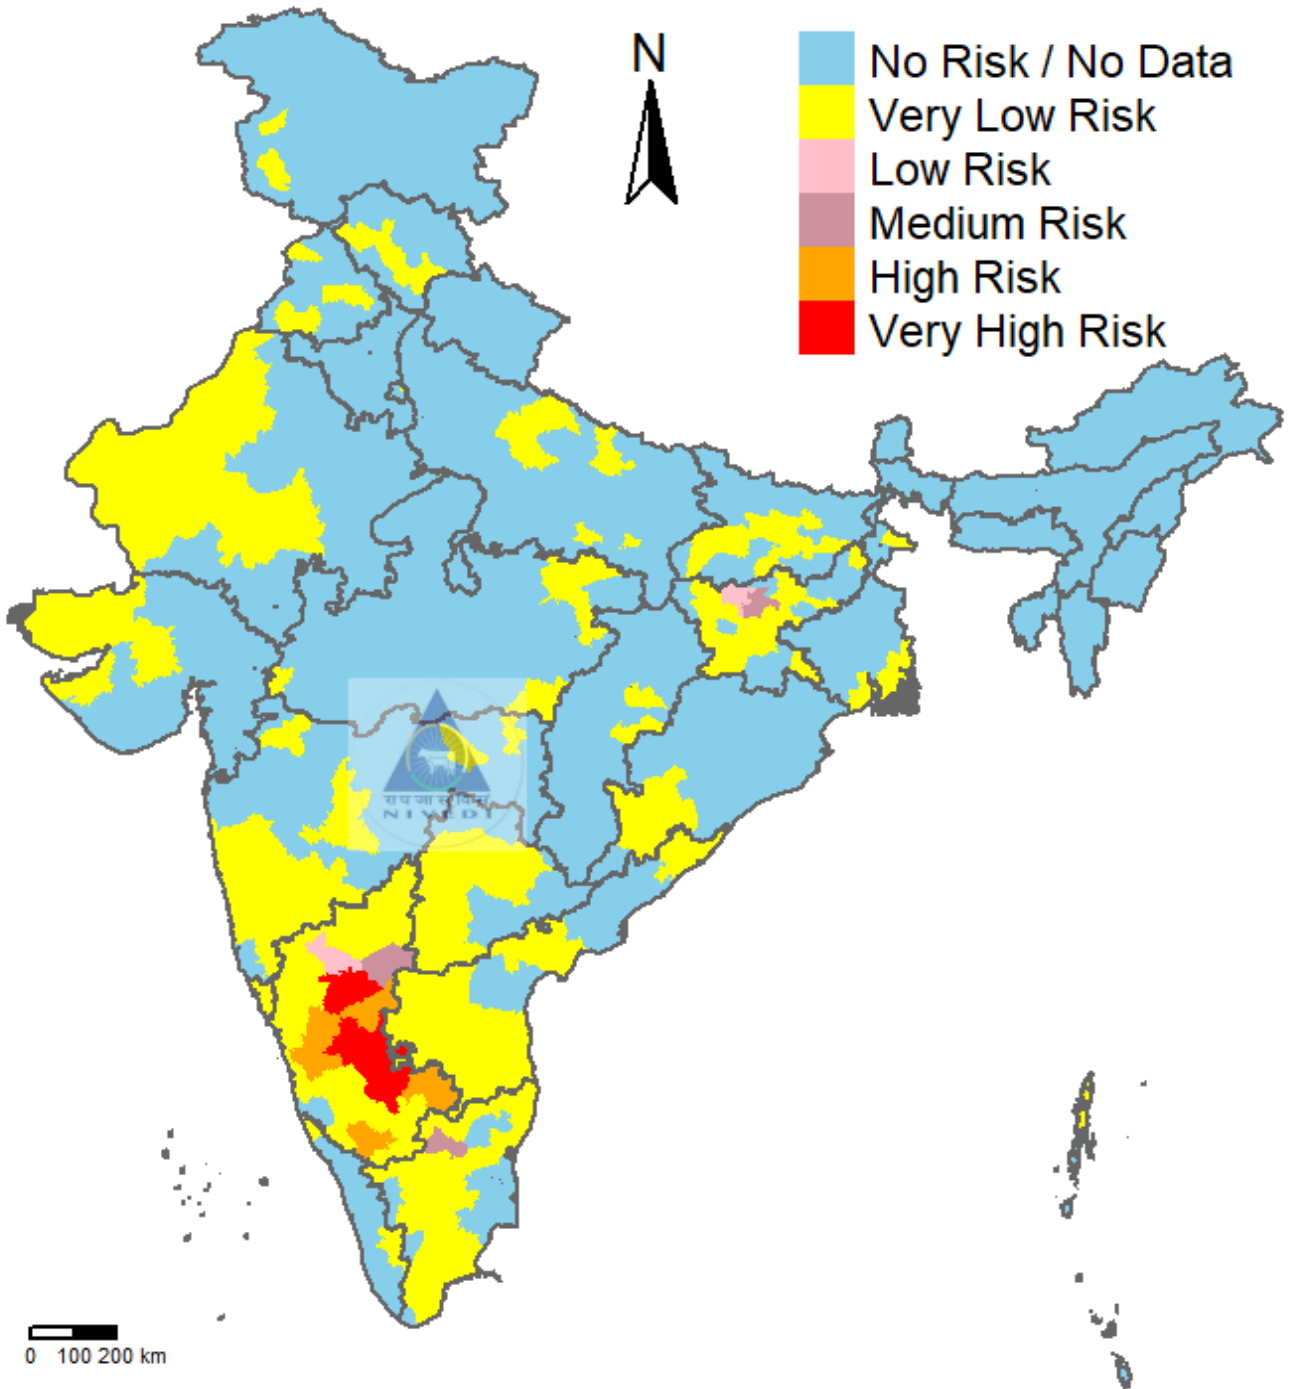 N
No Risk / No Data
Very Low Risk
Low Risk
Medium Risk
High Risk
Very High Risk
NIVEDI
0 100 200 km